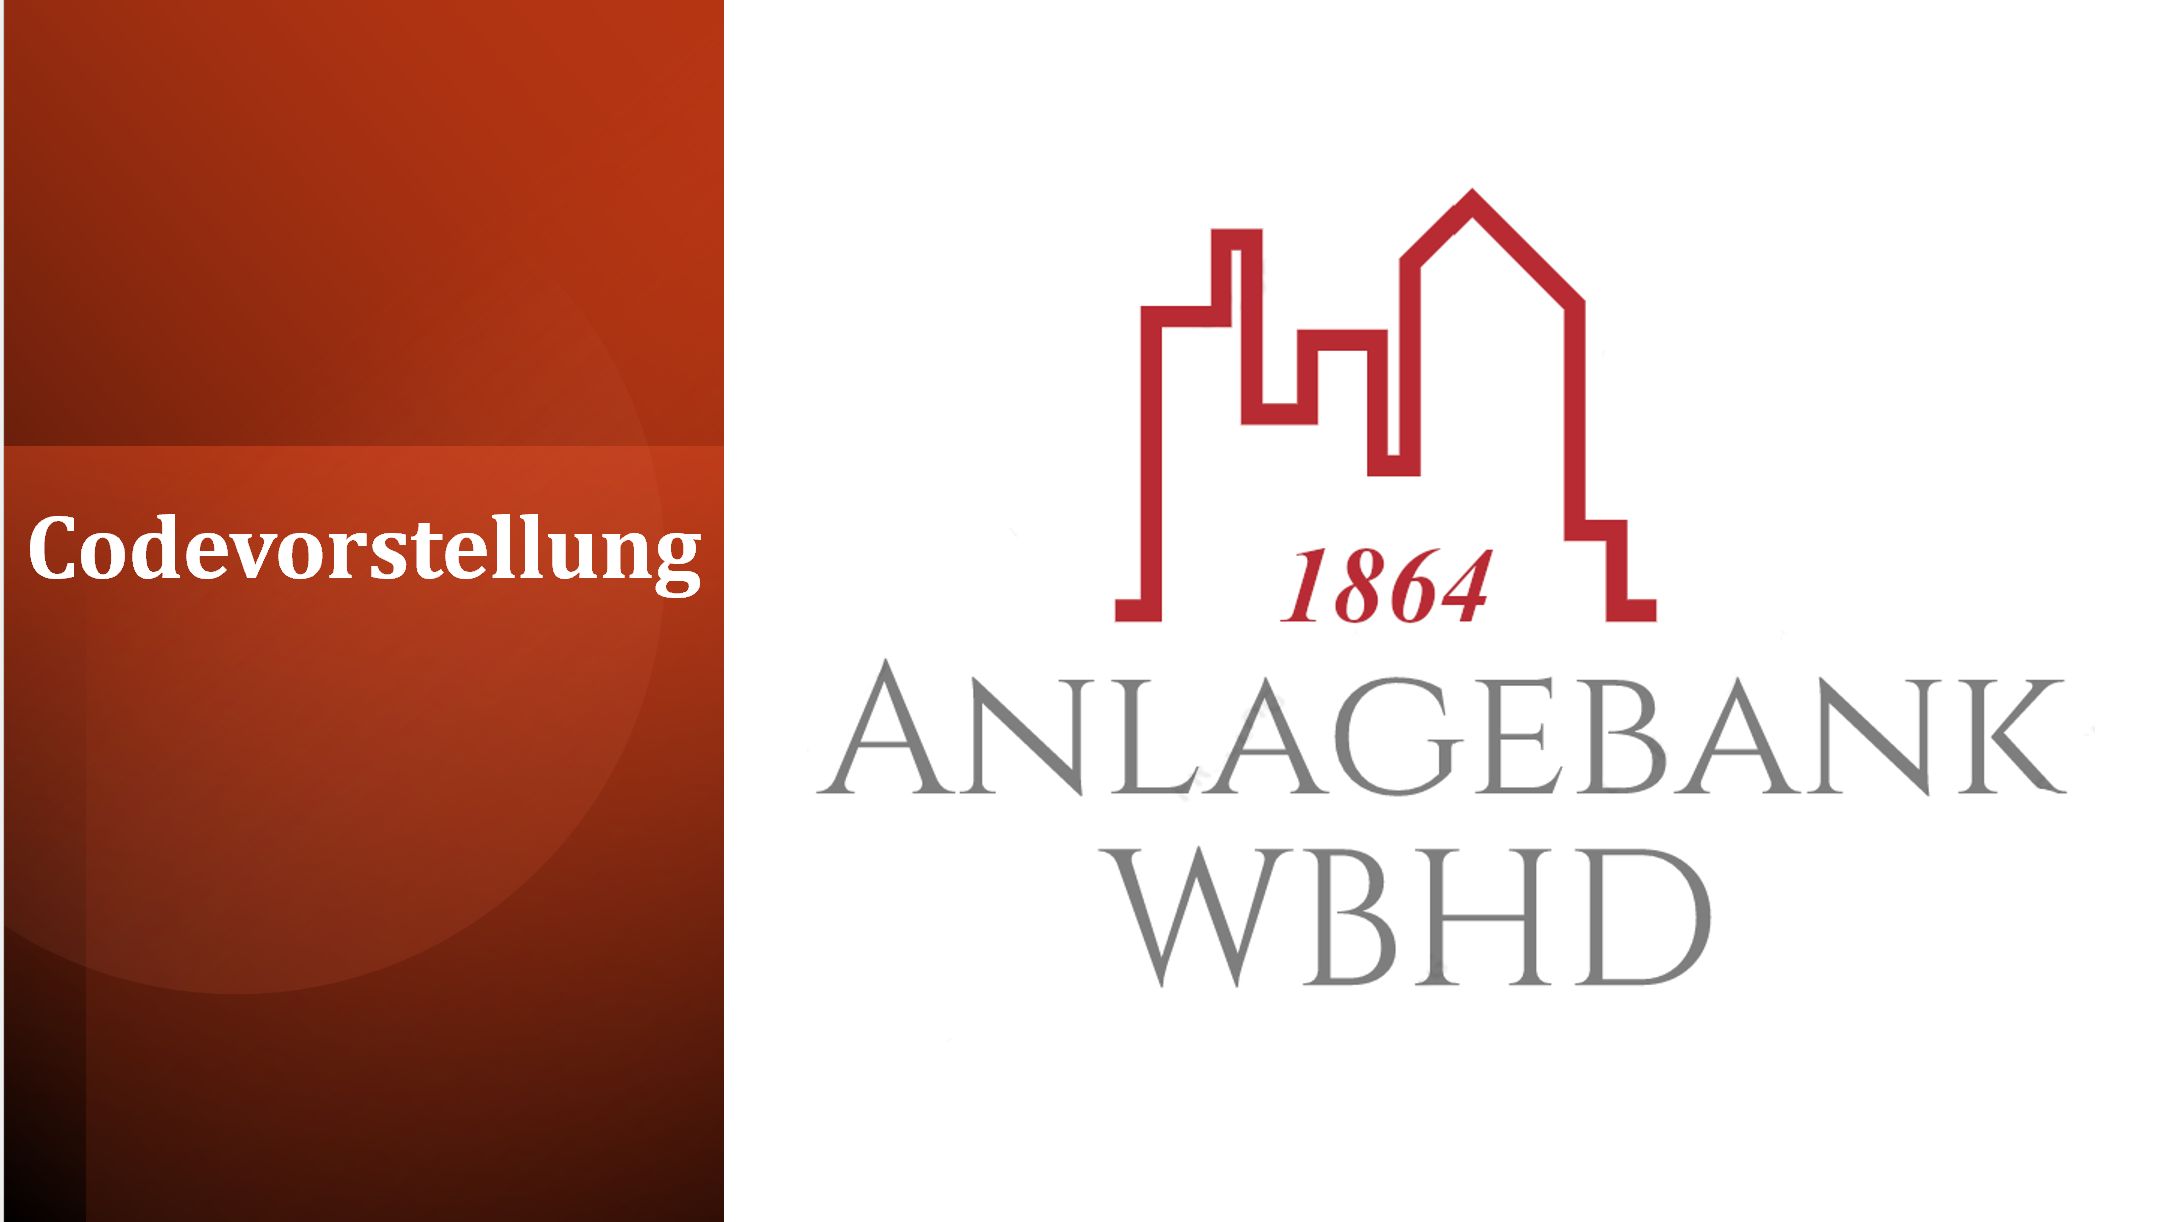 Codevorstellung
1864
ANLAGEBANK
WBHD